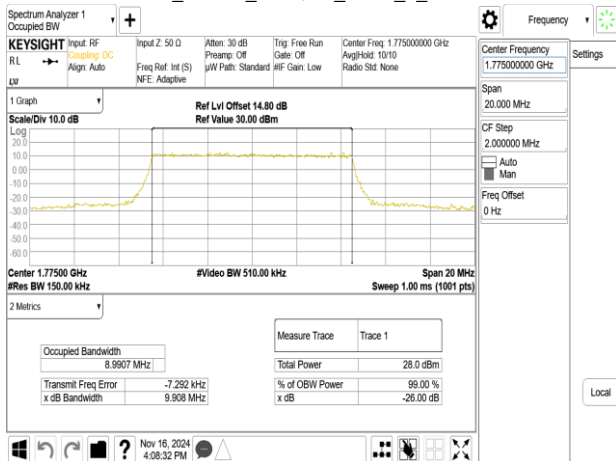 Spectrum Analyzer 1
Occupied BW
Frequency
KEYSIGHT
RL
LXI
Input: RF
Coupling: DC
Align: Auto
Input Z: 50 Ω
Freq Ref: Int (S)
NFE: Adaptive
Atten: 30 dB
Preamp: Off
µW Path: Standard
Trig: Free Run
Gate: Off
#IF Gain: Low
Center Freq: 1.775000000 GHz
Avg|Hold: 10/10
Radio Std: None
Center Frequency
1.775000000 GHz
Settings
Span
20.000 MHz
CF Step
2.000000 MHz
Auto
Man
Freq Offset
0 Hz
Local
1 Graph
Scale/Div 10.0 dB
Ref Lvl Offset 14.80 dB
Ref Value 30.00 dBm
Log
20.0
10.0
0.00
-10.0
-20.0
-30.0
-40.0
-50.0
-60.0
Center 1.77500 GHz
#Video BW 510.00 kHz
Span 20 MHz
#Res BW 150.00 kHz
Sweep 1.00 ms (1001 pts)
2 Metrics
Measure Trace Trace 1
Occupied Bandwidth
8.9907 MHz
Total Power 28.0 dBm
Transmit Freq Error -7.292 kHz
% of OBW Power 99.00 %
x dB Bandwidth 9.908 MHz
x dB -26.00 dB
?
Nov 16, 2024
4:08:32 PM